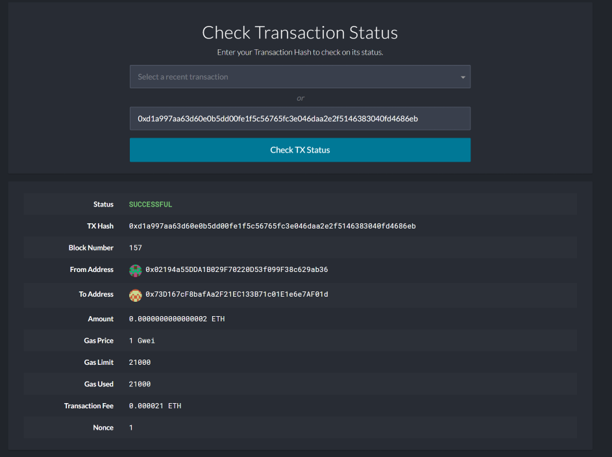 Check Transaction Status
Enter your Transaction Hash to check on its status.
Select a recent transaction
or
0xd1a997aa63d60e0b5dd00fe1f5c56765fc3e046daa2e2f5146383040fd4686eb
Check TX Status
Status SUCCESSFUL
TX Hash 0xd1a997aa63d60e0b5dd00fe1f5c56765fc3e046daa2e2f5146383040fd4686eb
Block Number 157
From Address 0x02194a55DDA1B029F70220D53f099F38c629ab36
To Address 0x73D167cF8bafAa2F21EC133B71c01E1e6e7AF01d
Amount 0.0000000000000002 ETH
Gas Price 1 Gwei
Gas Limit 21000
Gas Used 21000
Transaction Fee 0.000021 ETH
Nonce 1